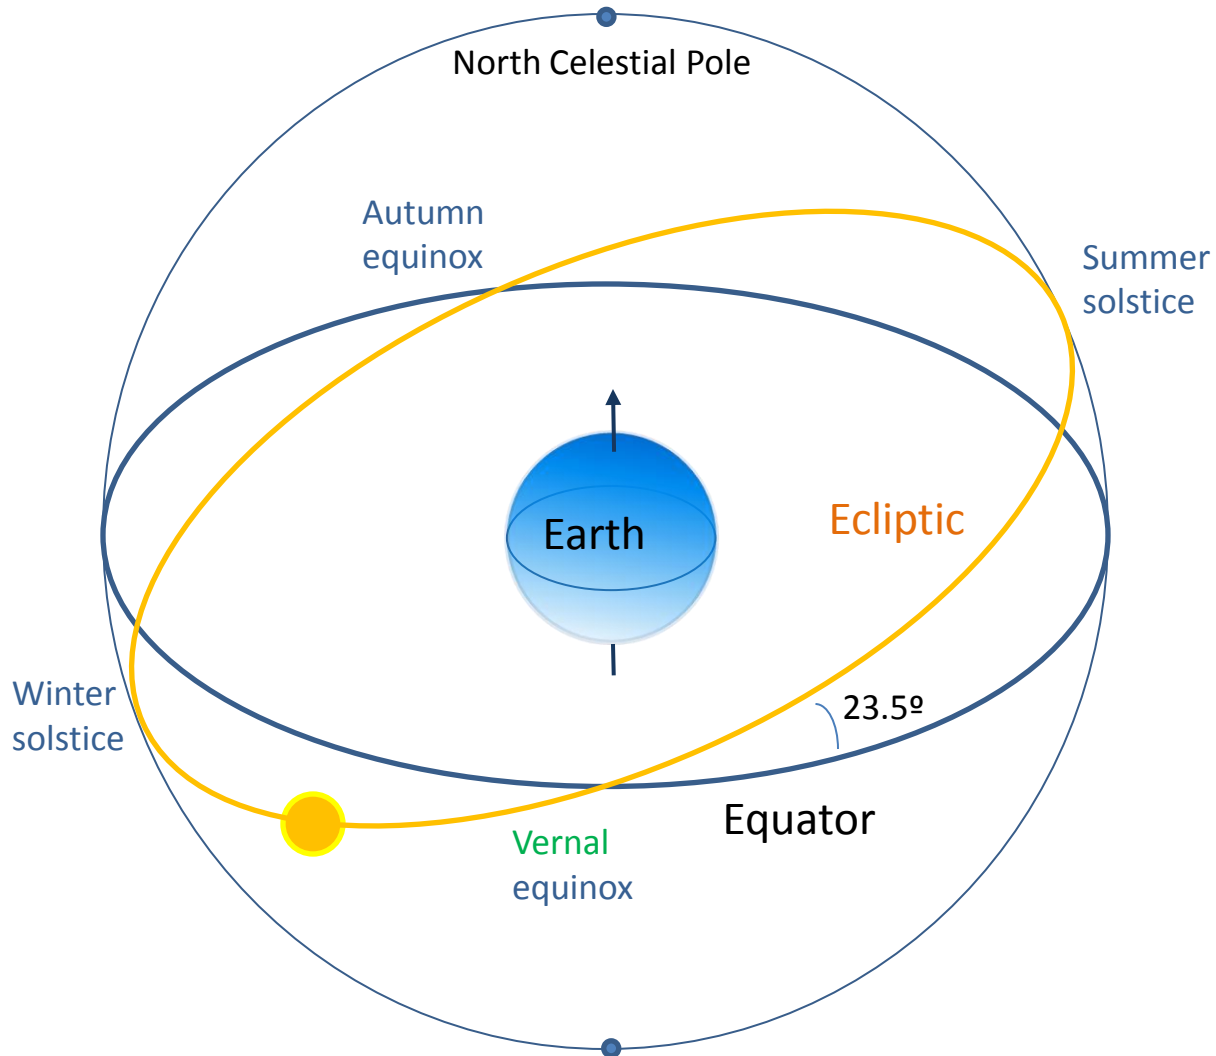 North Celestial Pole
Autumn
equinox
Summer
solstice
Earth
Ecliptic
Winter
solstice
23.5º
Equator
Vernal
equinox